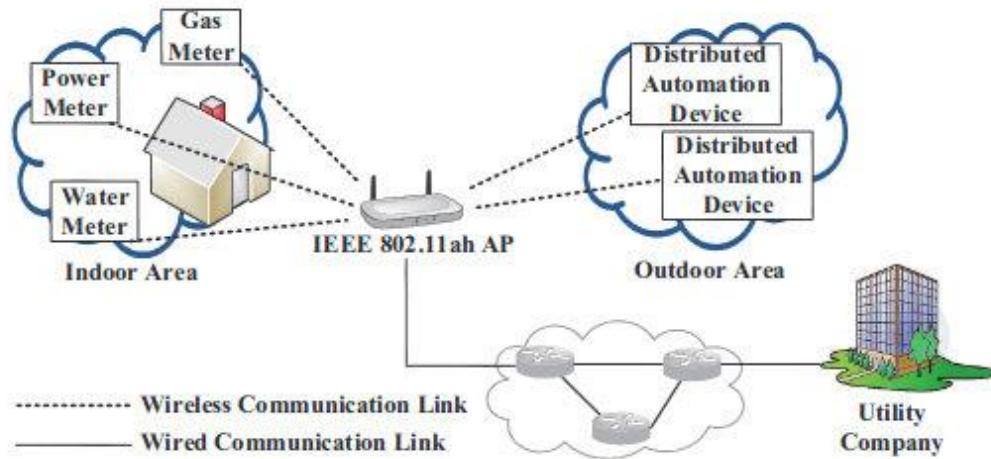 Gas
Meter
Power
Meter
Water
Meter
Indoor Area
IEEE 802.11ah AP
Distributed
Automation
Device
Distributed
Automation
Device
Outdoor Area
Wireless Communication Link
Wired Communication Link
Utility
Company